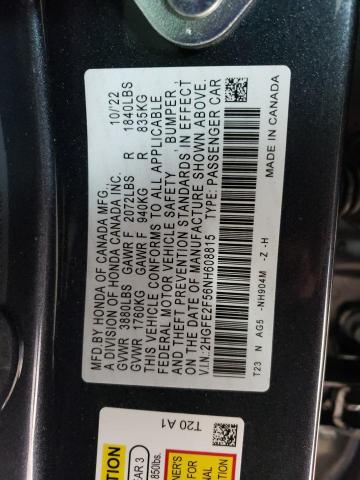 MFD BY HONDA OF CANADA MFG. 10/22
A DIVISION OF HONDA CANADA INC.
GVWR 3880LBS GAWR F 2072LBS R 1840LBS
GVWR 1760KG GAWR F 940KG R 835KG
THIS VEHICLE CONFORMS TO ALL APPLICABLE
FEDERAL MOTOR VEHICLE SAFETY , BUMPER ,
AND THEFT PREVENTION STANDARDS IN EFFECT
ON THE DATE OF MANUFACTURE SHOWN ABOVE.
V.I.N.: 2HGFE2F56NH608815 TYPE: PASSENGER CAR
T23 N AG5 -NH904M -Z -H MADE IN CANADA
T20 A1